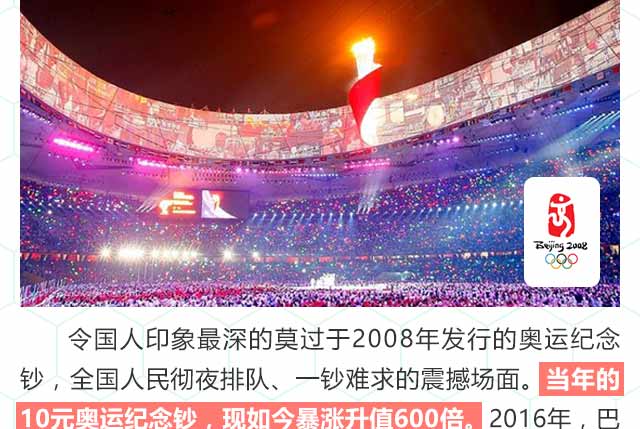 Beijing 2008
令国人印象最深的莫过于2008年发行的奥运纪念
钞，全国人民彻夜排队、一钞难求的震撼场面。当年的
10元奥运纪念钞，现如今暴涨升值600倍。2016年，巴